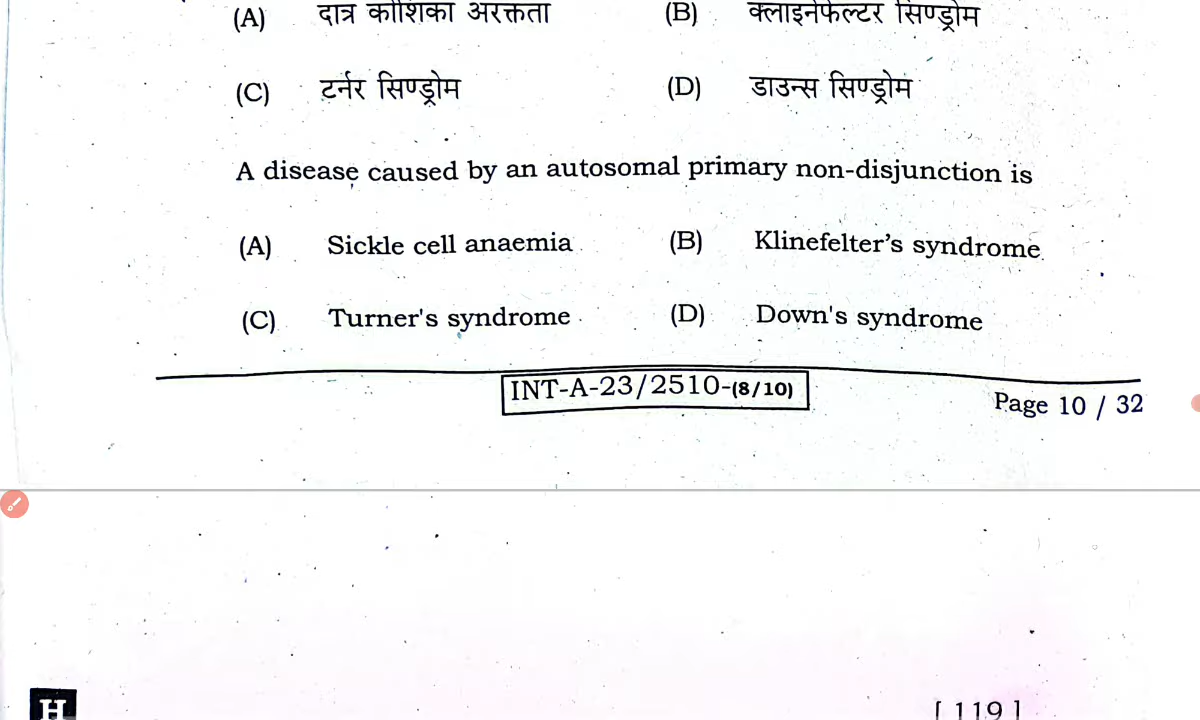 (A) दात्र कोशिका अरक्तता (B) क्लाइनेफेल्टर सिण्ड्रोम
(C) टर्नर सिण्ड्रोम (D) डाउन्स सिण्ड्रोम
A disease caused by an autosomal primary non-disjunction is
(A) Sickle cell anaemia (B) Klinefelter’s syndrome
(C) Turner's syndrome (D) Down's syndrome
INT-A-23/2510-(8/10)
Page 10 / 32
H [ 119 ]